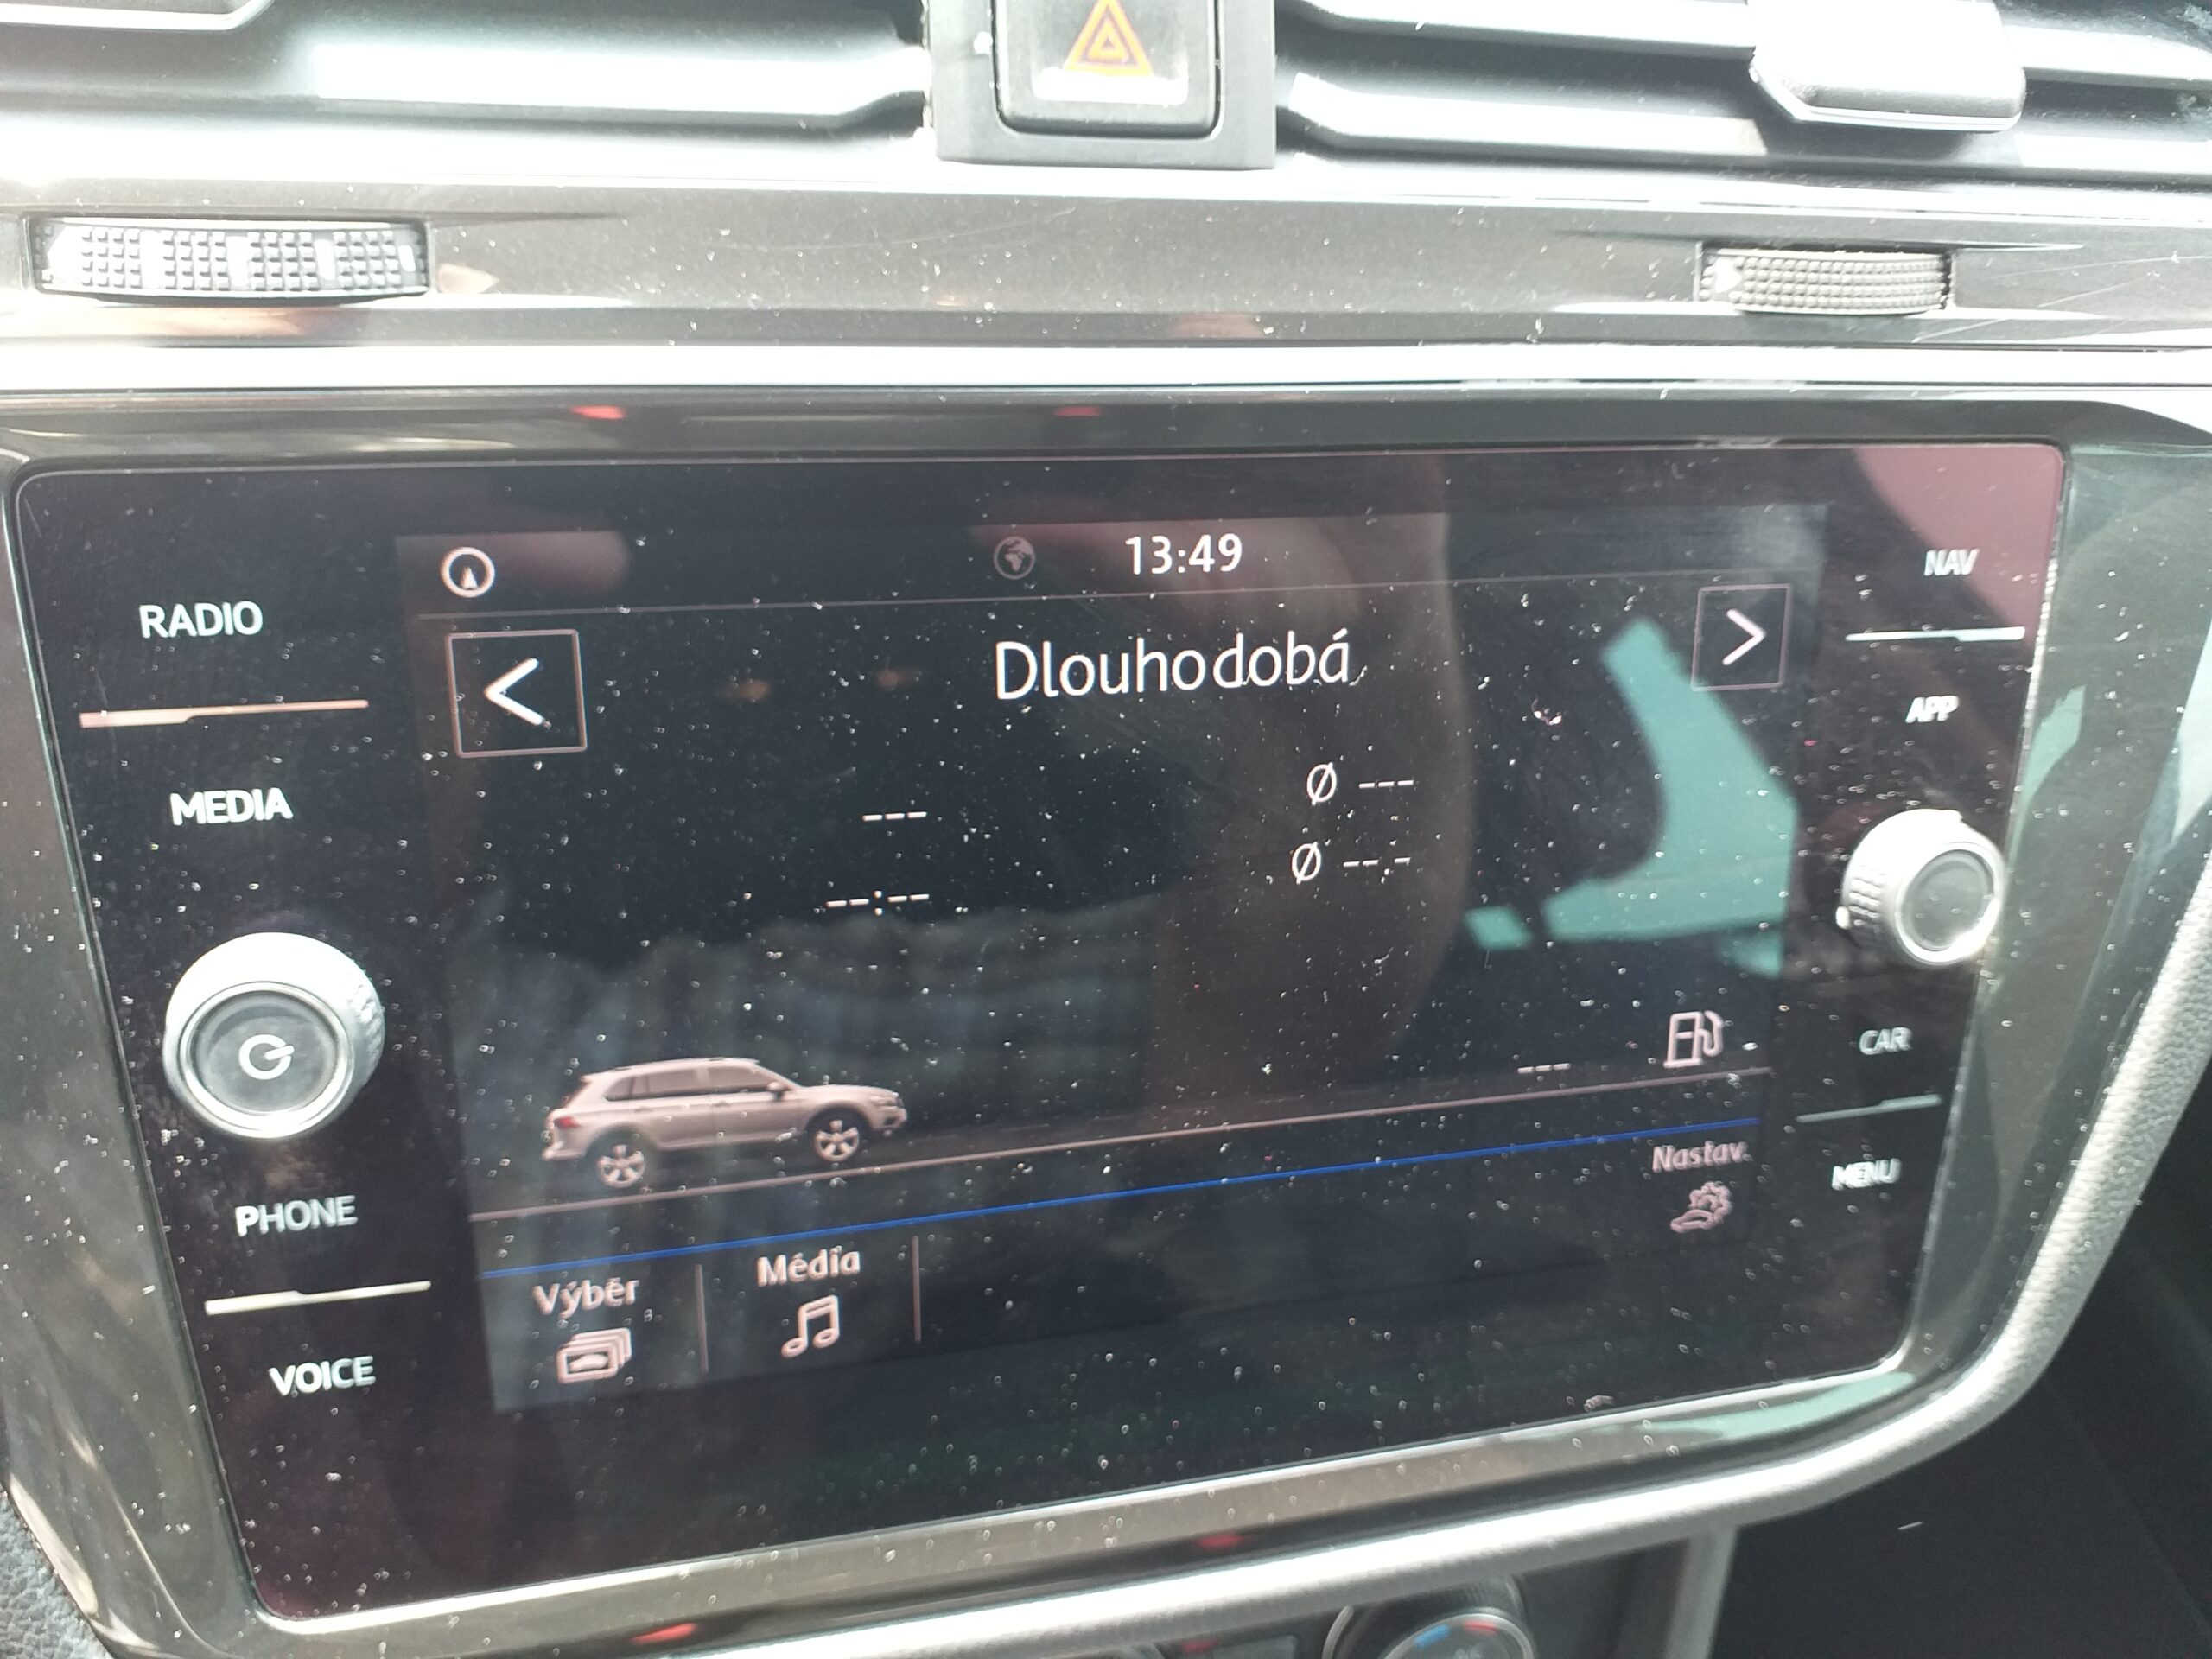 13:49
NAV
RADIO
Dlouhodobá
APP
MEDIA
---
Ø ---
Ø --,-
--:--
CAR
---
Nastav.
MENU
PHONE
Výběr
Média
VOICE